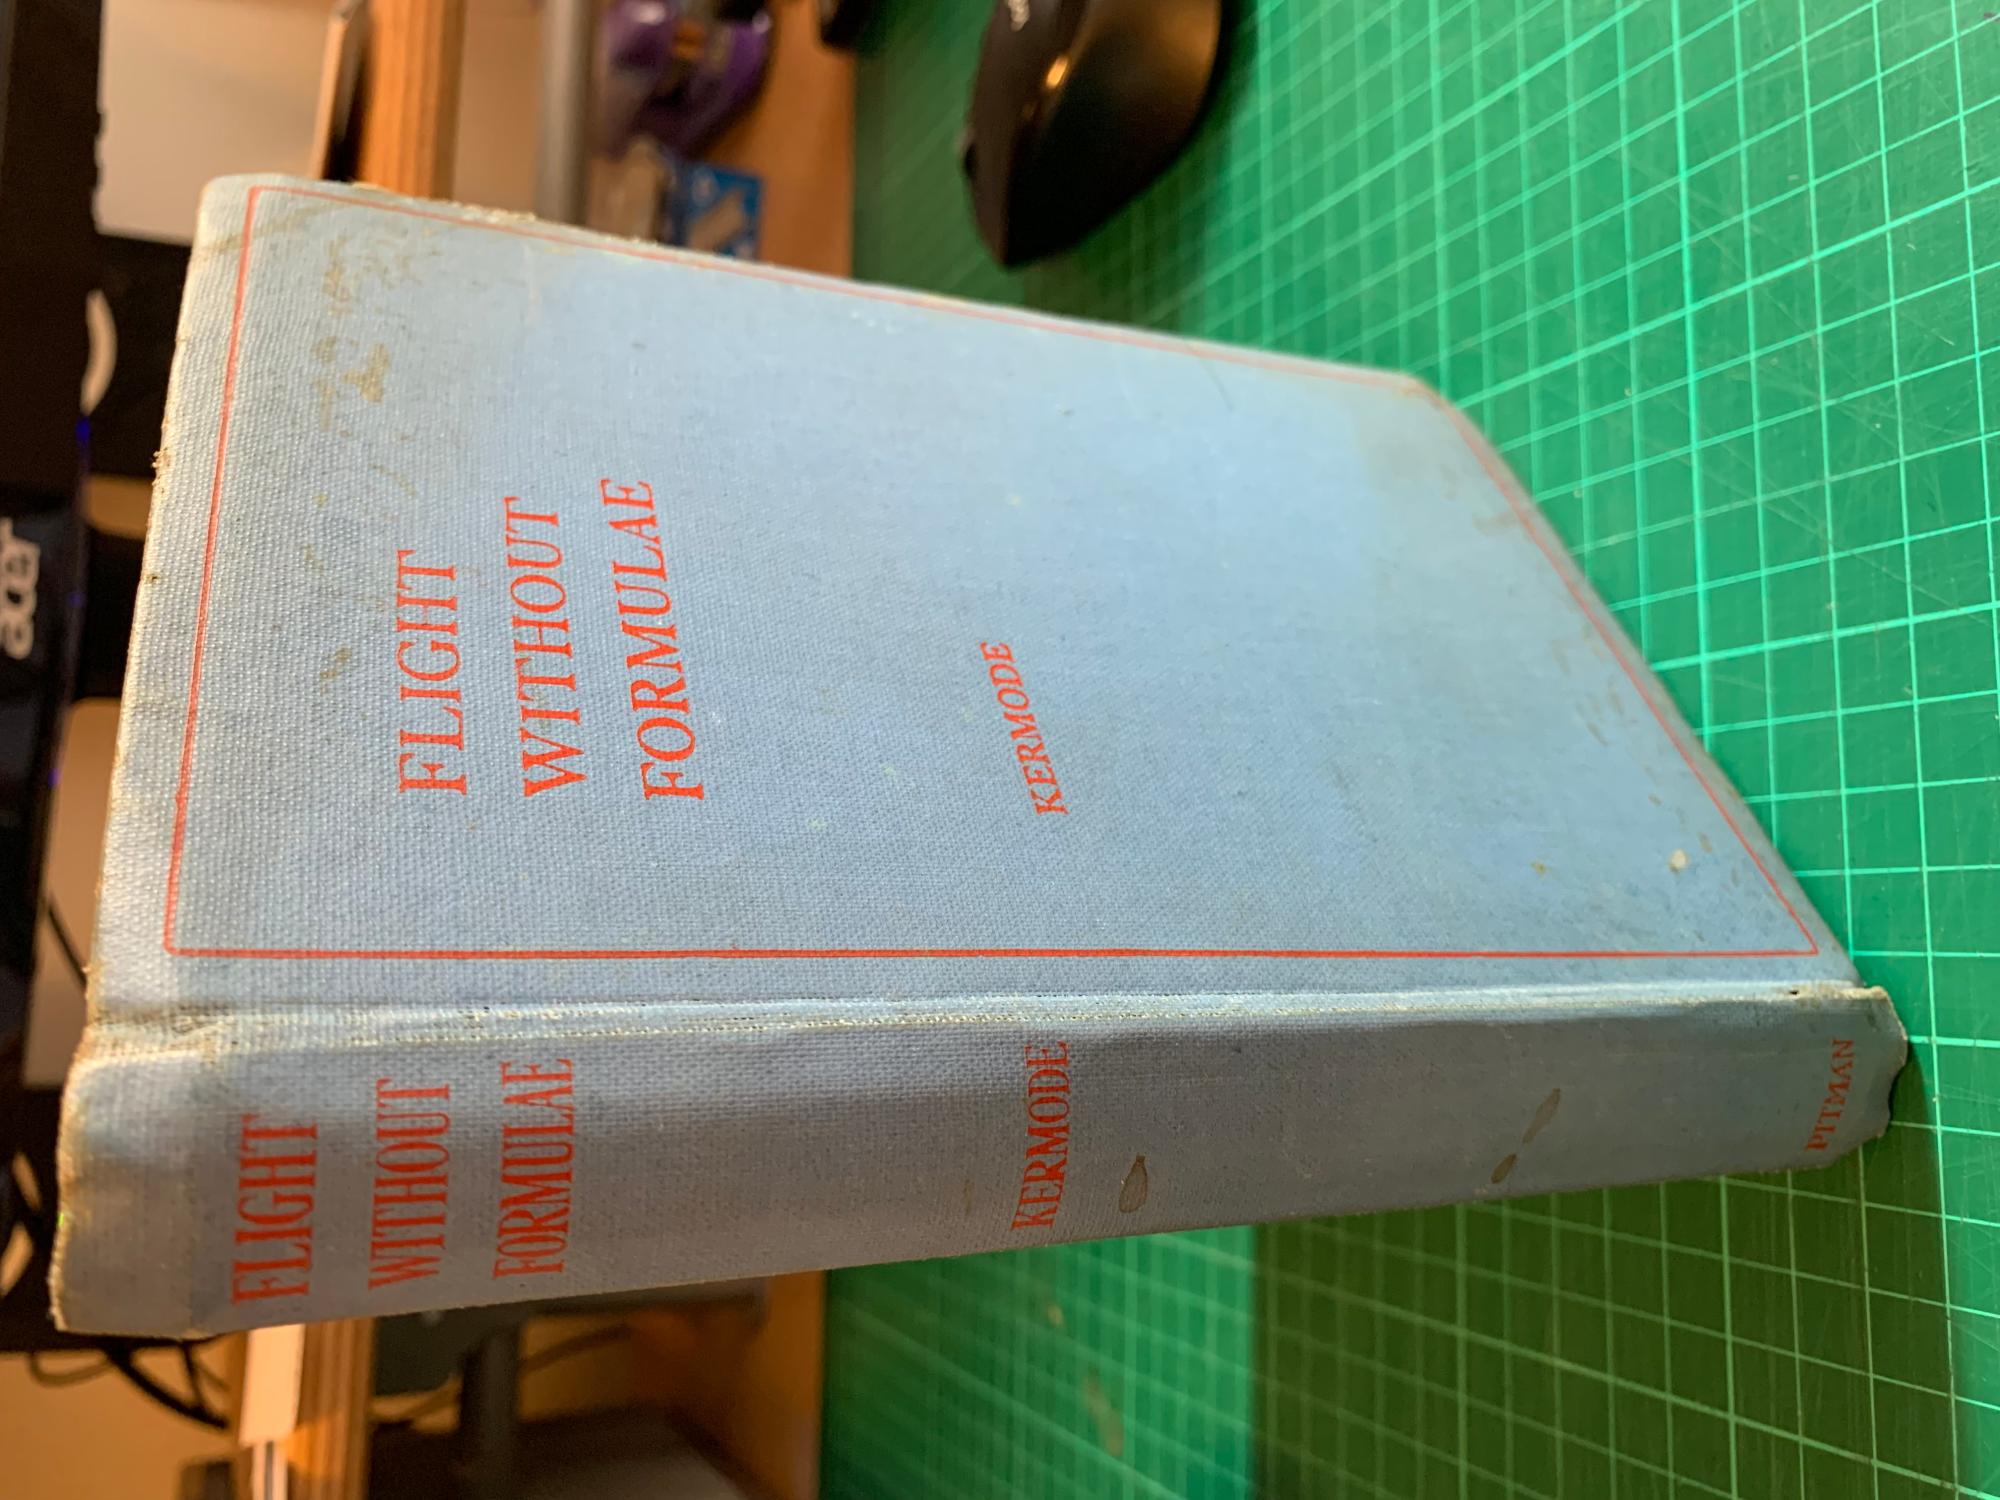 FLIGHT
WITHOUT
FORMULAE
KERMODE
FLIGHT
WITHOUT
FORMULAE
KERMODE
PITMAN
acer